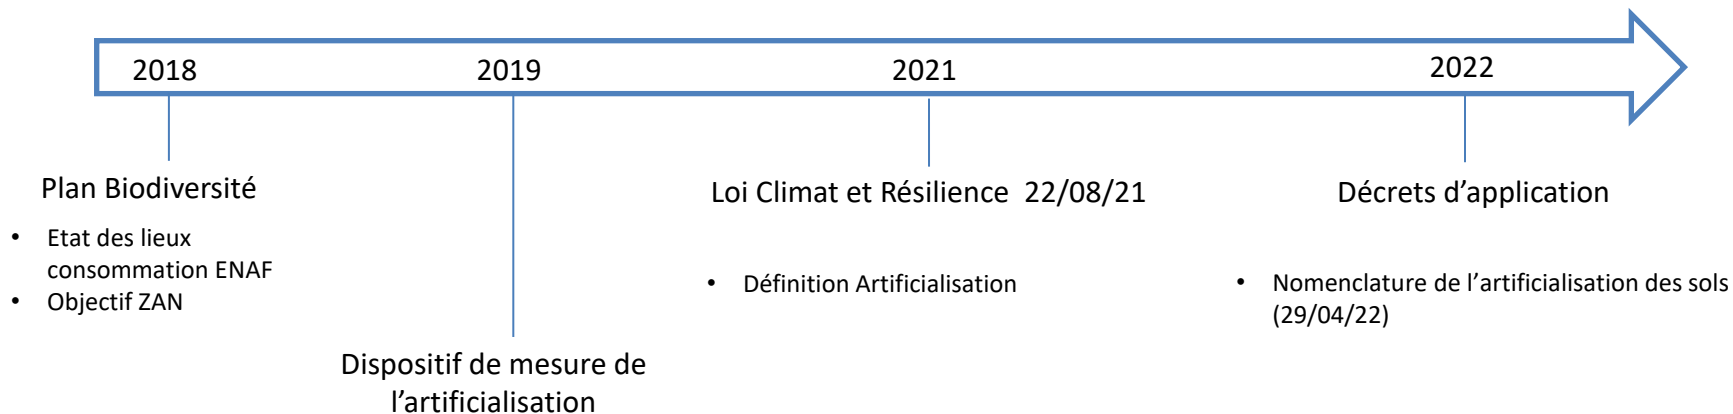 2018
2019
2021
2022
Plan Biodiversité
• Etat des lieux
consommation ENAF
• Objectif ZAN
Dispositif de mesure de
l’artificialisation
Loi Climat et Résilience 22/08/21
• Définition Artificialisation
Décrets d’application
• Nomenclature de l’artificialisation des sols
(29/04/22)